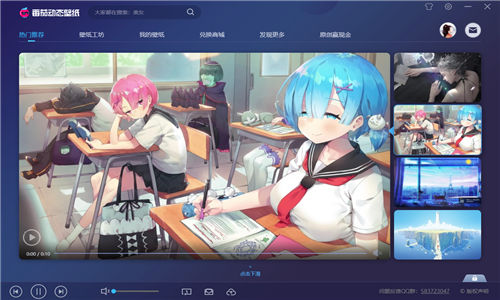 番茄动态壁纸
大家都在搜索：美女
热门推荐 壁纸工坊 我的壁纸 兑换商城 发现更多 原创赢现金
0:00 / 0:10
点击下滑
问题反馈QQ群：583723047 © 版权声明